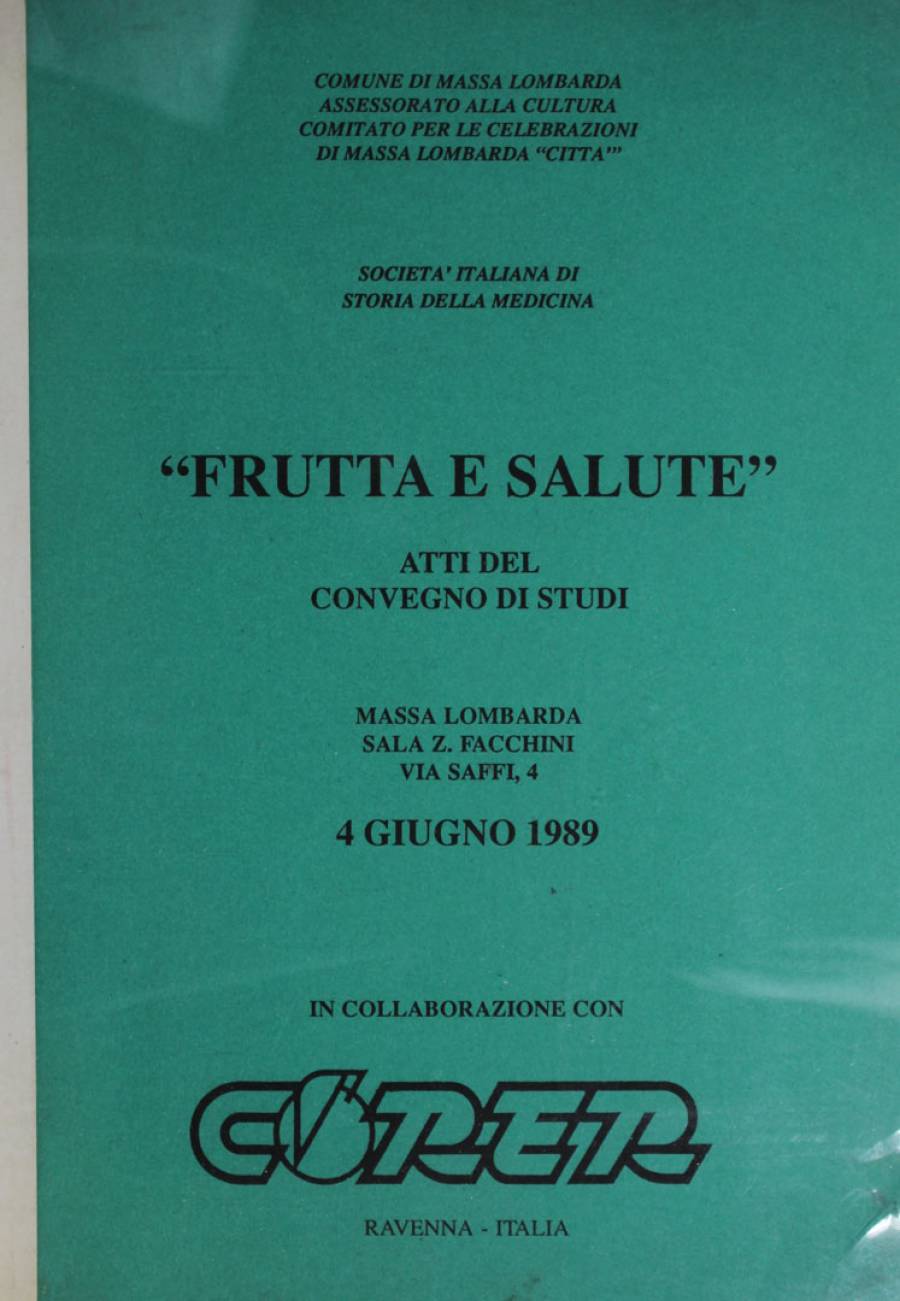 COMUNE DI MASSA LOMBARDA
ASSESSORATO ALLA CULTURA
COMITATO PER LE CELEBRAZIONI
DI MASSA LOMBARDA “CITTA'”
SOCIETA' ITALIANA DI
STORIA DELLA MEDICINA
“FRUTTA E SALUTE”
ATTI DEL
CONVEGNO DI STUDI
MASSA LOMBARDA
SALA Z. FACCHINI
VIA SAFFI, 4
4 GIUGNO 1989
IN COLLABORAZIONE CON
CORER
RAVENNA - ITALIA